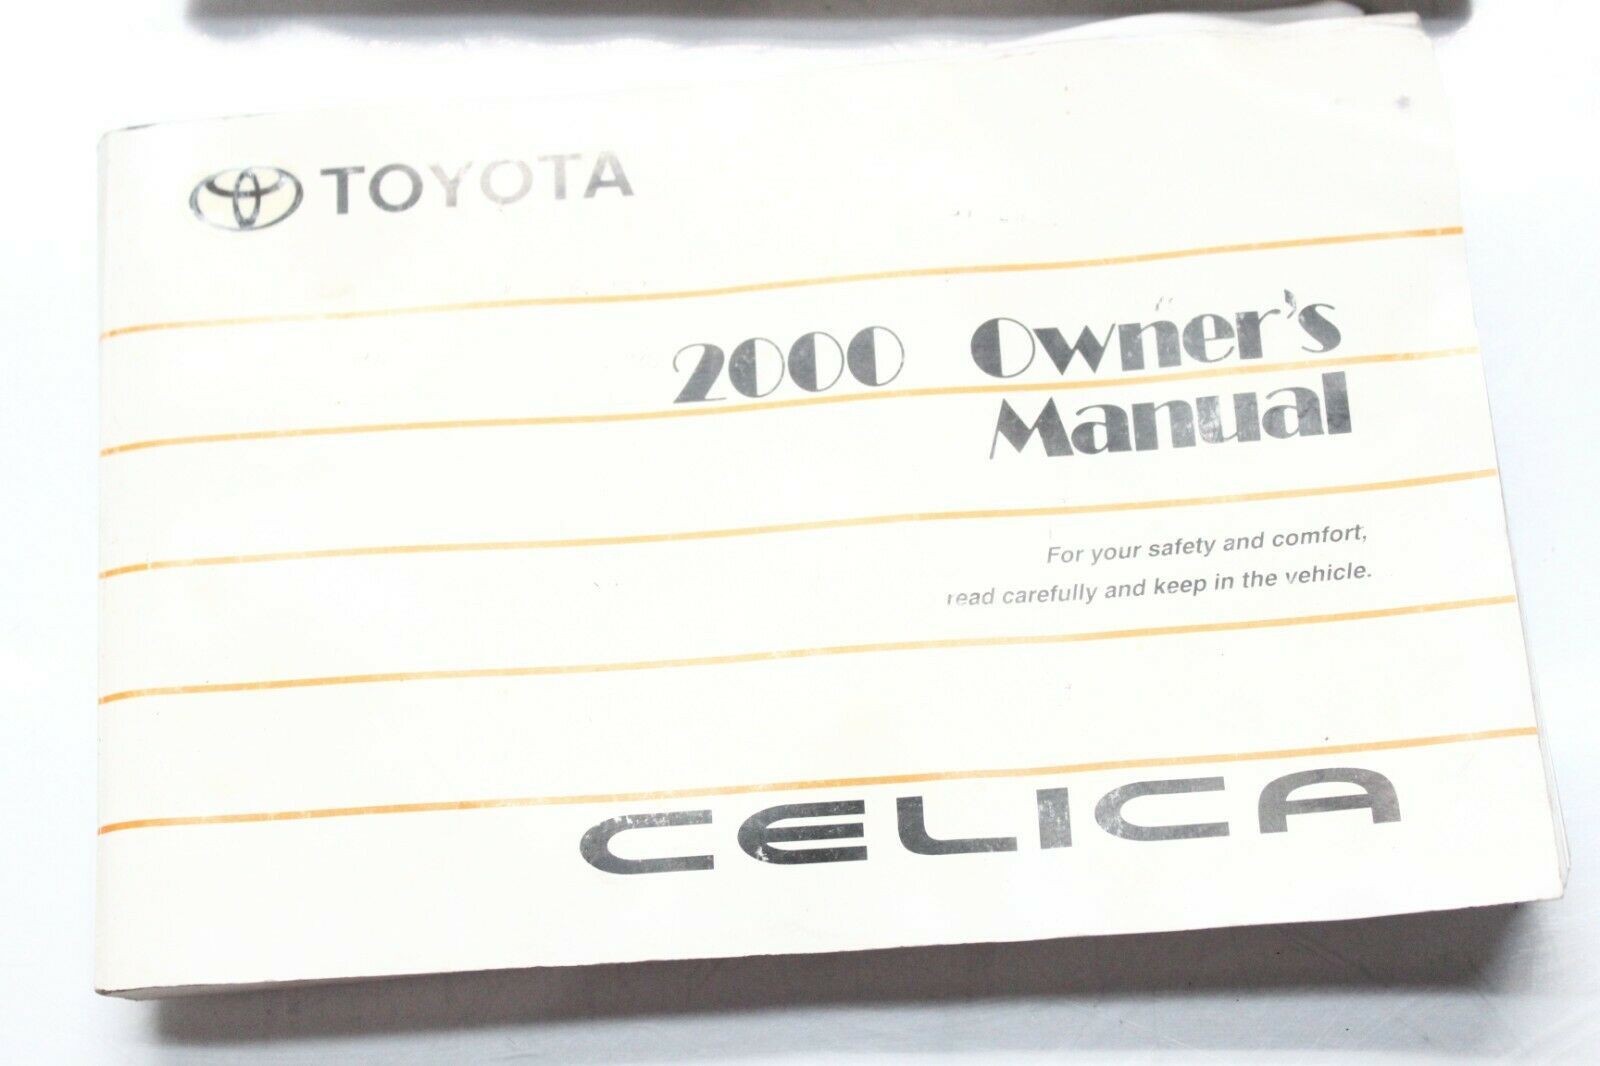 TOYOTA
2000 Owner's
Manual
For your safety and comfort,
read carefully and keep in the vehicle.
CELICA